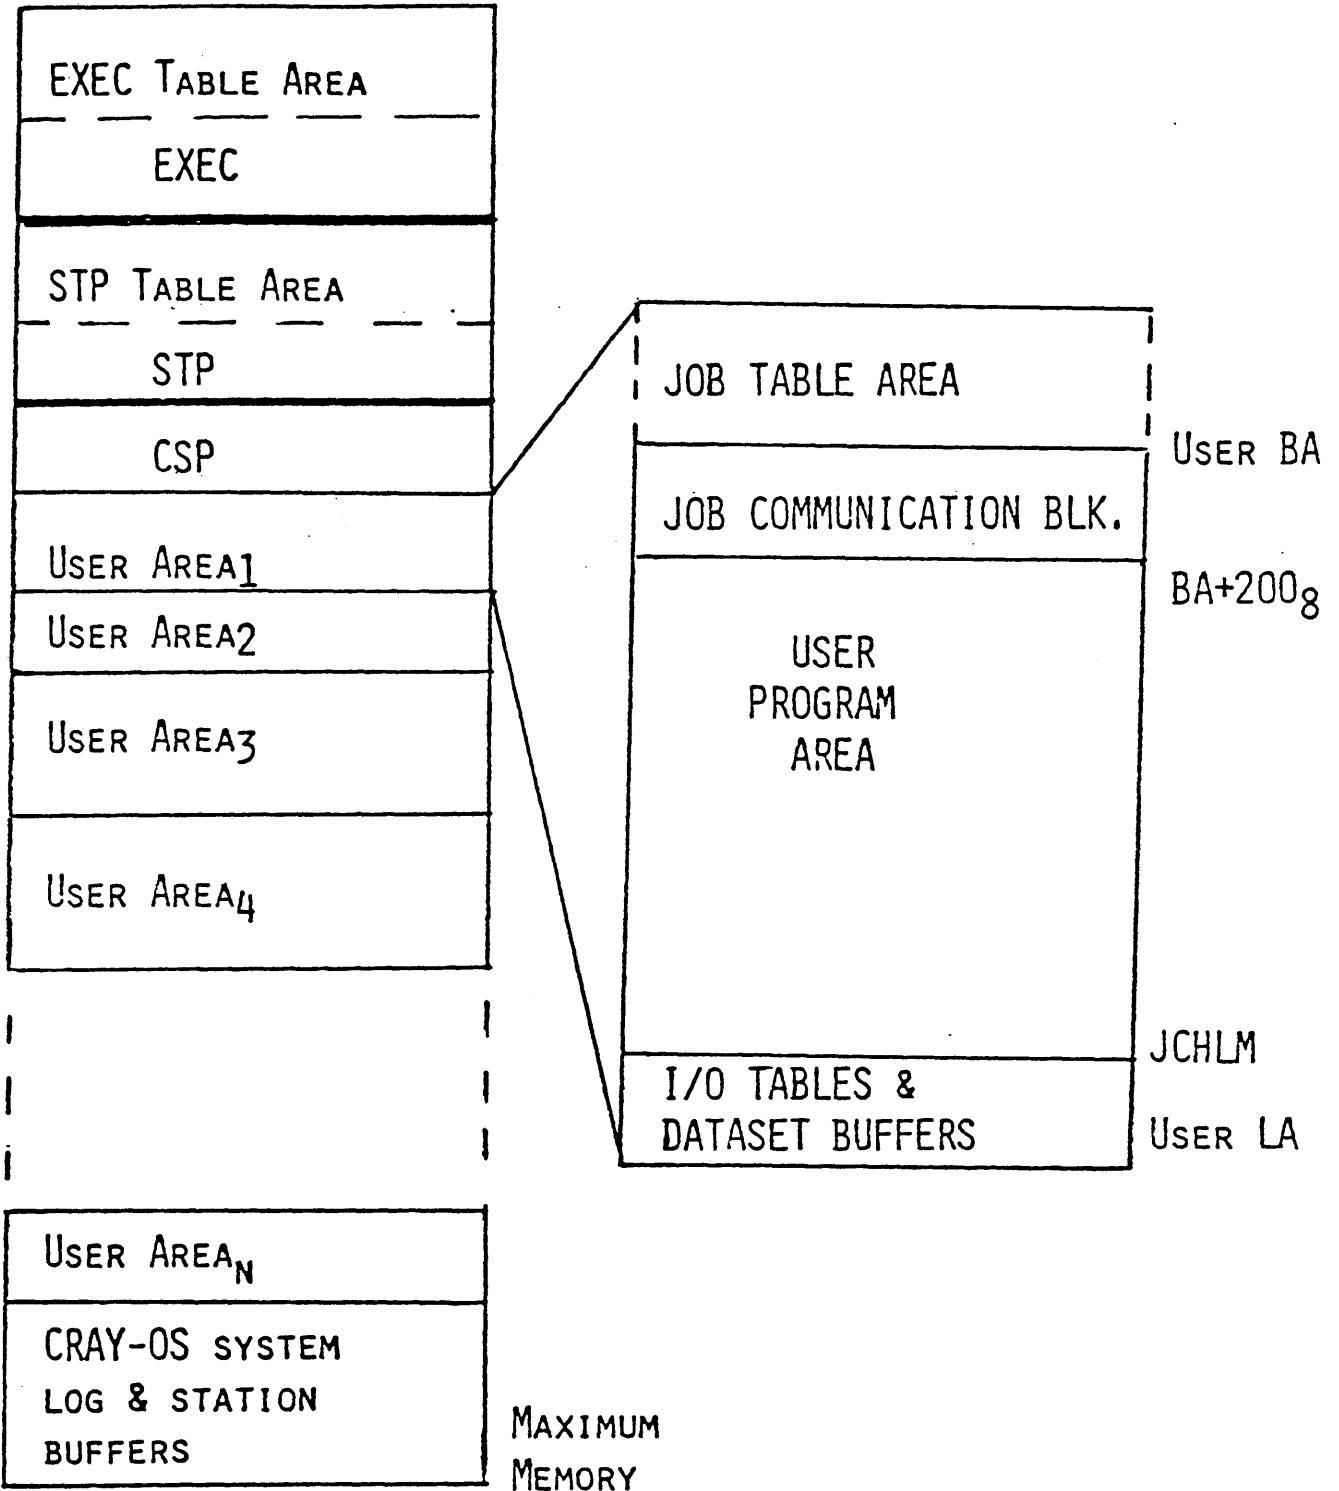 EXEC TABLE AREA
EXEC
STP TABLE AREA
STP
CSP
USER AREA1
USER AREA2
USER AREA3
USER AREA4
USER AREAN
CRAY-OS SYSTEM
LOG & STATION
BUFFERS
MAXIMUM
MEMORY
JOB TABLE AREA
USER BA
JOB COMMUNICATION BLK.
BA+2008
USER
PROGRAM
AREA
JCHLM
I/O TABLES &
DATASET BUFFERS
USER LA